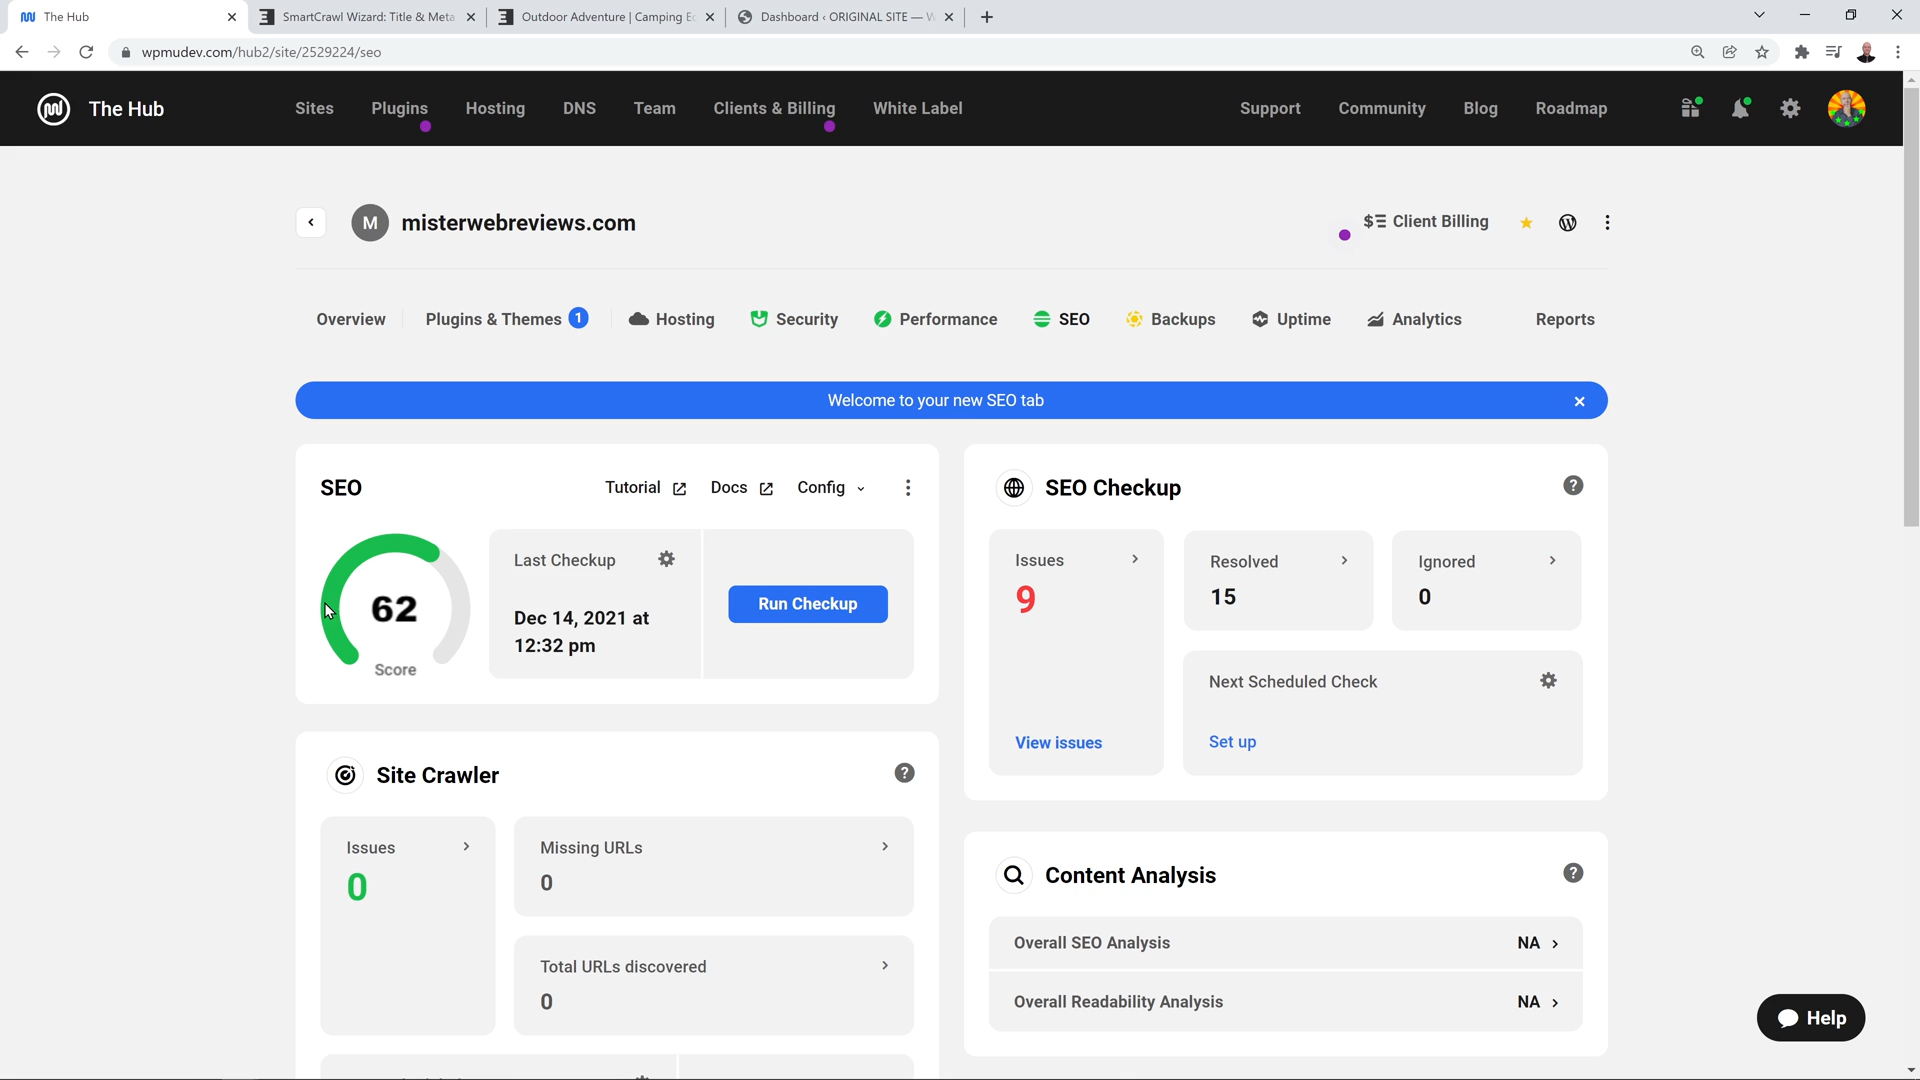 The Hub
SmartCrawl Wizard: Title & Meta
Outdoor Adventure | Camping E
Dashboard ‹ ORIGINAL SITE — W
wpmudev.com/hub2/site/2529224/seo
The Hub
Sites
Plugins
Hosting
DNS
Team
Clients & Billing
White Label
Support
Community
Blog
Roadmap
M
misterwebreviews.com
Client Billing
Overview
Plugins & Themes 1
Hosting
Security
Performance
SEO
Backups
Uptime
Analytics
Reports
Welcome to your new SEO tab
SEO
Tutorial
Docs
Config
62
Score
Last Checkup
Dec 14, 2021 at
12:32 pm
Run Checkup
SEO Checkup
Issues
9
View issues
Resolved
15
Ignored
0
Next Scheduled Check
Set up
Site Crawler
Issues
0
Missing URLs
0
Total URLs discovered
0
Content Analysis
Overall SEO Analysis
NA
Overall Readability Analysis
NA
Help